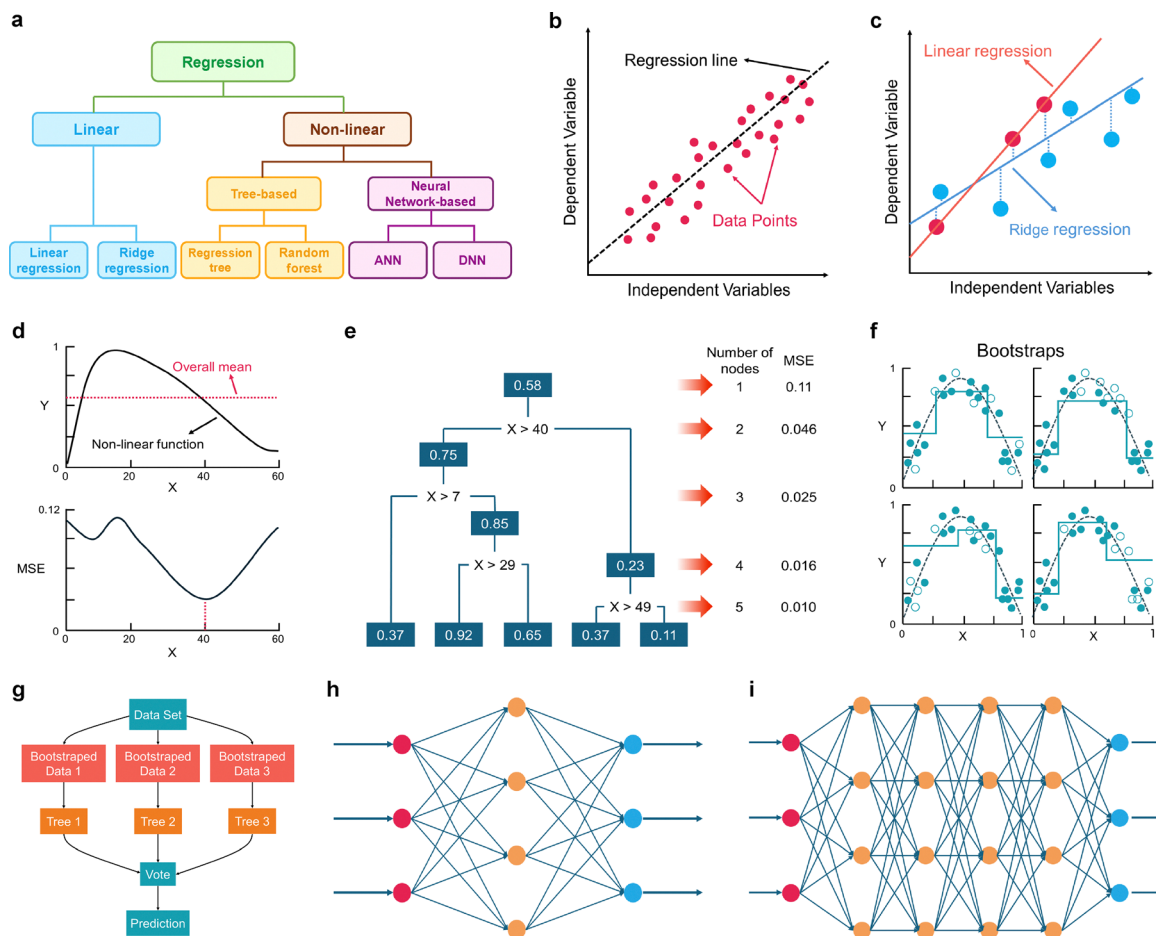 a
Regression
Linear
Non-linear
Tree-based
Neural
Network-based
Linear
regression
Ridge
regression
Regression
tree
Random
forest
ANN
DNN
b
Dependent Variable
Regression line
Data Points
Independent Variables
c
Dependent Variable
Linear regression
Ridge regression
Independent Variables
d
1
Overall mean
Y
Non-linear function
0
0
20
40
60
X
0.12
MSE
0
0
20
40
60
X
e
Number of
nodes
MSE
0.58
1
0.11
X > 40
2
0.046
0.75
X > 7
3
0.025
0.85
X > 29
0.23
4
0.016
X > 49
5
0.010
0.37
0.92
0.65
0.37
0.11
f
Bootstraps
1
Y
0
1
Y
0
0
X
1
0
X
1
g
Data Set
Bootstraped
Data 1
Bootstraped
Data 2
Bootstraped
Data 3
Tree 1
Tree 2
Tree 3
Vote
Prediction
h
i